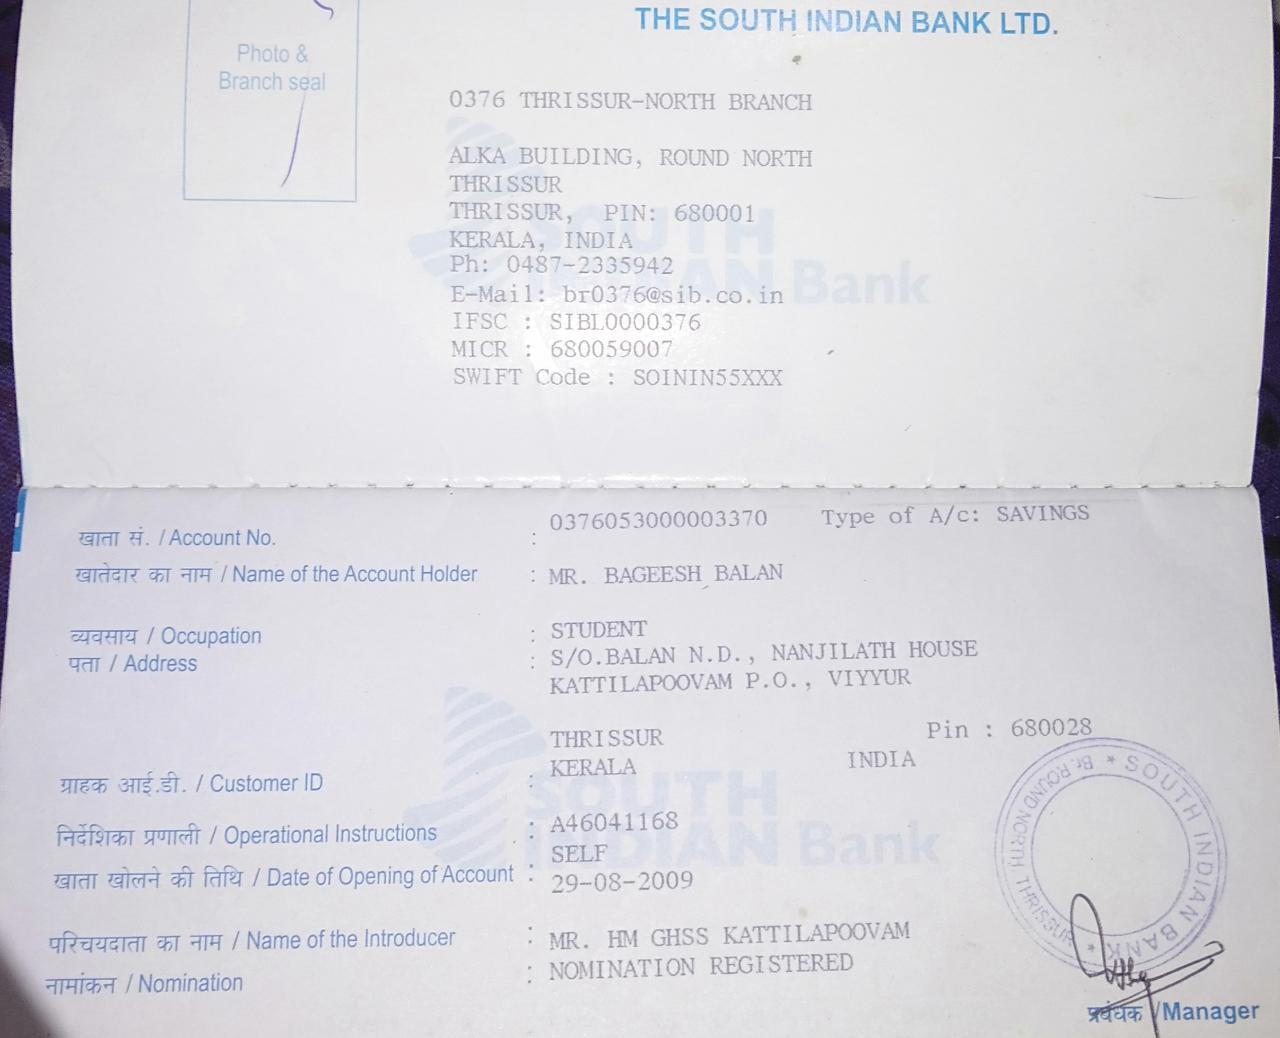 THE SOUTH INDIAN BANK LTD.
Photo &
Branch seal
0376 THRISSUR-NORTH BRANCH
ALKA BUILDING, ROUND NORTH
THRISSUR
THRISSUR, PIN: 680001
KERALA, INDIA
Ph: 0487-2335942
E-Mail: br0376@sib.co.in
IFSC : SIBL0000376
MICR : 680059007
SWIFT Code : SOININ55XXX
SOUTH INDIAN Bank
खाता सं. / Account No. : 0376053000003370 Type of A/c: SAVINGS
खातेदार का नाम / Name of the Account Holder : MR. BAGEESH BALAN
व्यवसाय / Occupation : STUDENT
पता / Address : S/O.BALAN N.D., NANJILATH HOUSE
KATTILAPOOVAM P.O., VIYYUR
THRISSUR Pin : 680028
KERALA INDIA
ग्राहक आई.डी. / Customer ID : A46041168
निर्देशिका प्रणाली / Operational Instructions : SELF
खाता खोलने की तिथि / Date of Opening of Account : 29-08-2009
परिचयदाता का नाम / Name of the Introducer : MR. HM GHSS KATTILAPOOVAM
नामांकन / Nomination : NOMINATION REGISTERED
SOUTH INDIAN Bank
* SOUTH INDIAN BANK * Br. ROUND NORTH, THRISSUR
प्रबंधक /Manager